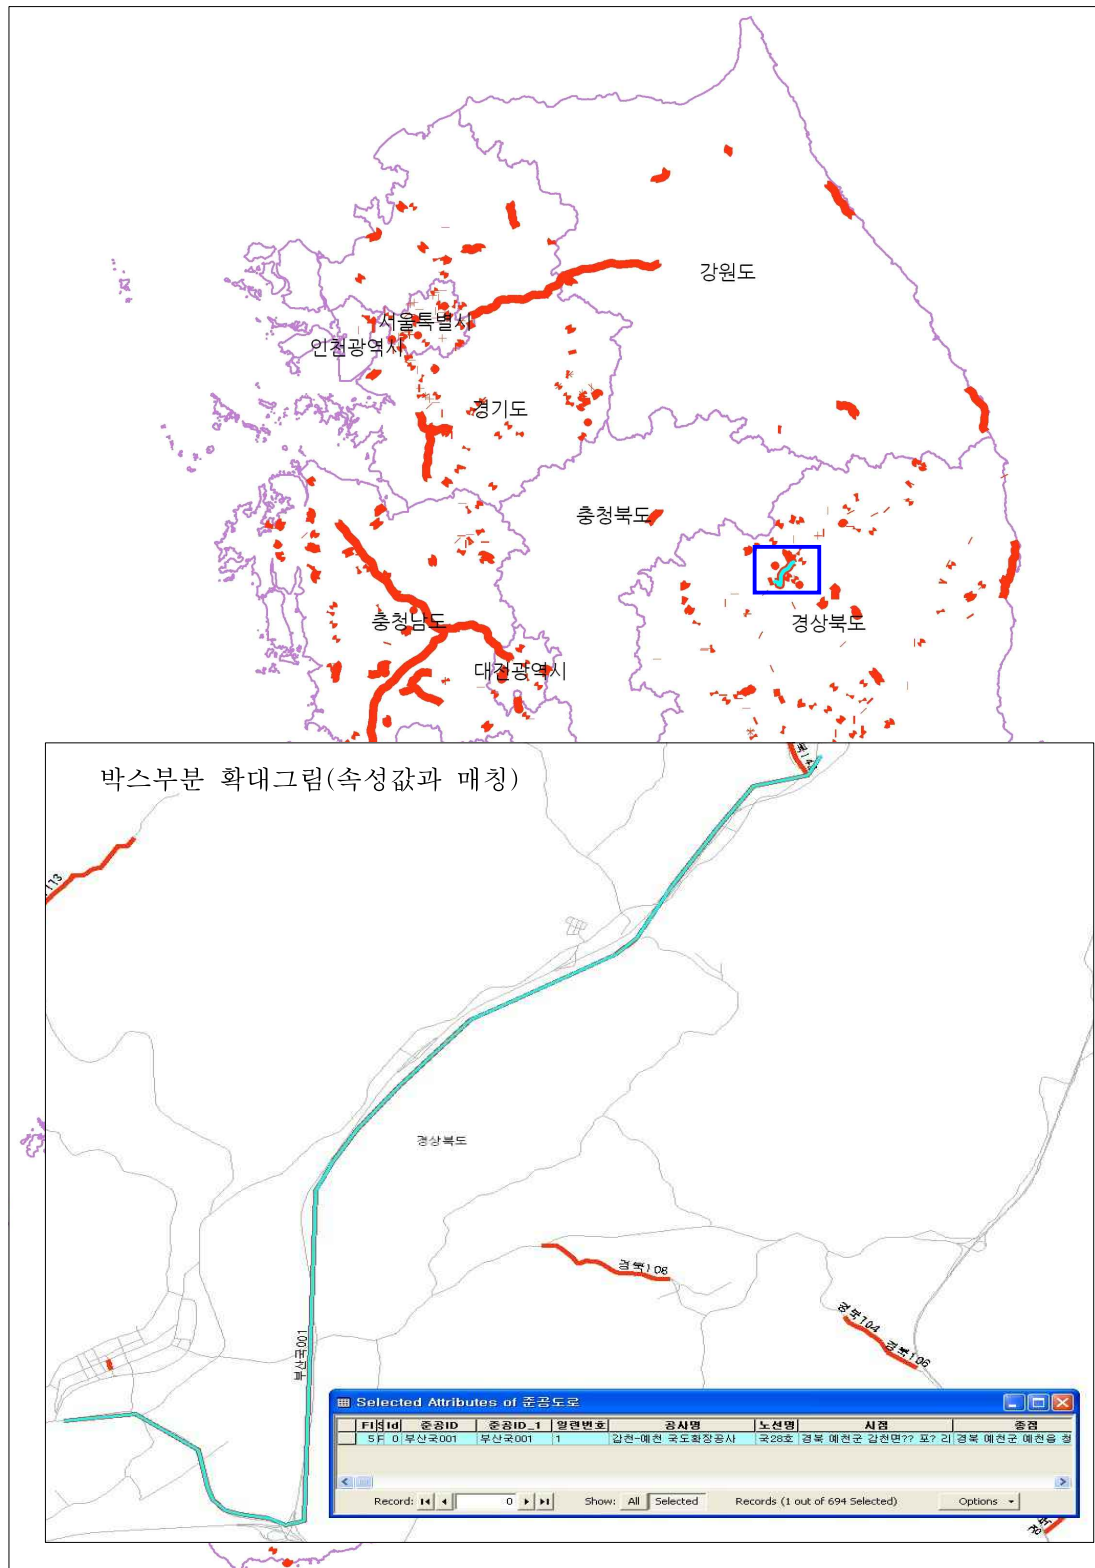 강원도
서울특별시
인천광역시
경기도
충청북도
충청남도
경상북도
대전광역시
박스부분 확대그림(속성값과 매칭)
경상북도
경북108
경북104
경북106
부산국001
Selected Attributes of 준공도로
FI S Id 준공ID 준공ID_1 일련번호 공사명 노선명 시점 종점
5 F 0 부산국001 부산국001 1 감천-예천 국도확장공사 국28호 경북 예천군 감천면?? 포? 리 경북 예천군 예천읍 청
Record: 0 Show: All Selected Records (1 out of 694 Selected) Options